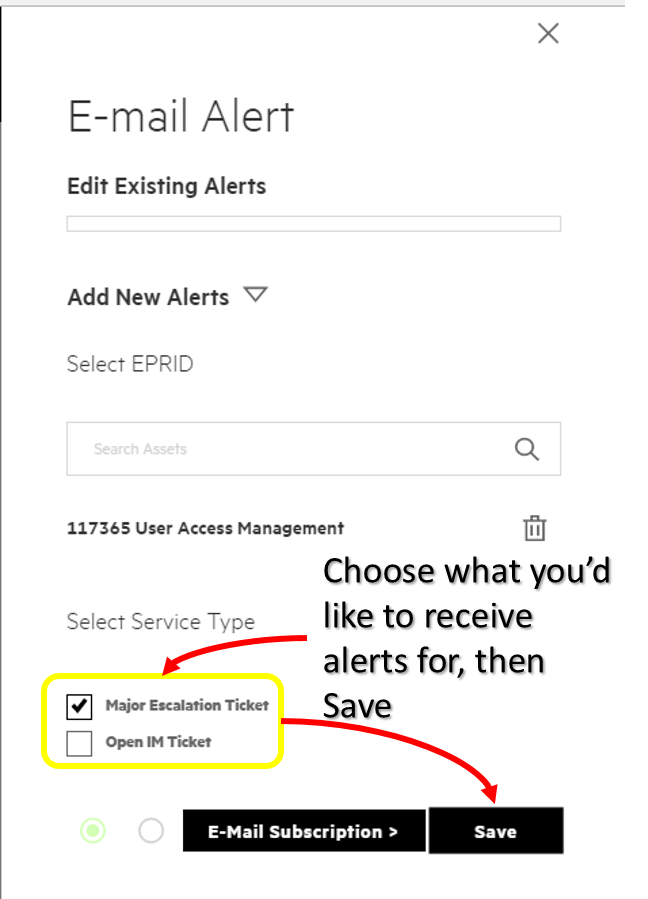 E-mail Alert
Edit Existing Alerts
Add New Alerts
Select EPRID
Search Assets
117365 User Access Management
Choose what you'd
like to receive
alerts for, then
Save
Select Service Type
Major Escalation Ticket
Open IM Ticket
E-Mail Subscription >
Save